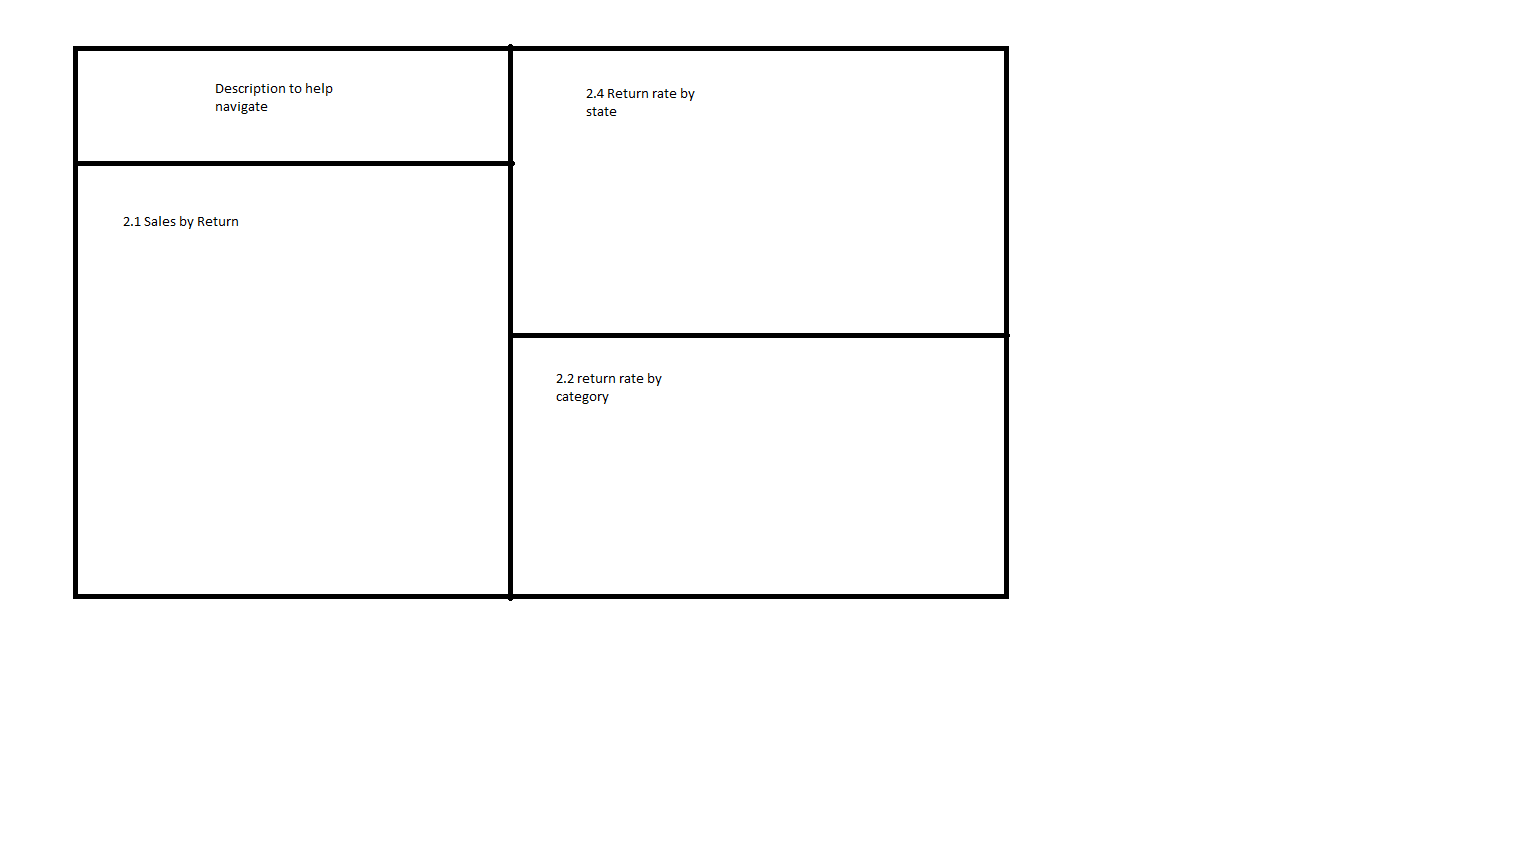 Description to help
navigate
2.1 Sales by Return
2.4 Return rate by
state
2.2 return rate by
category